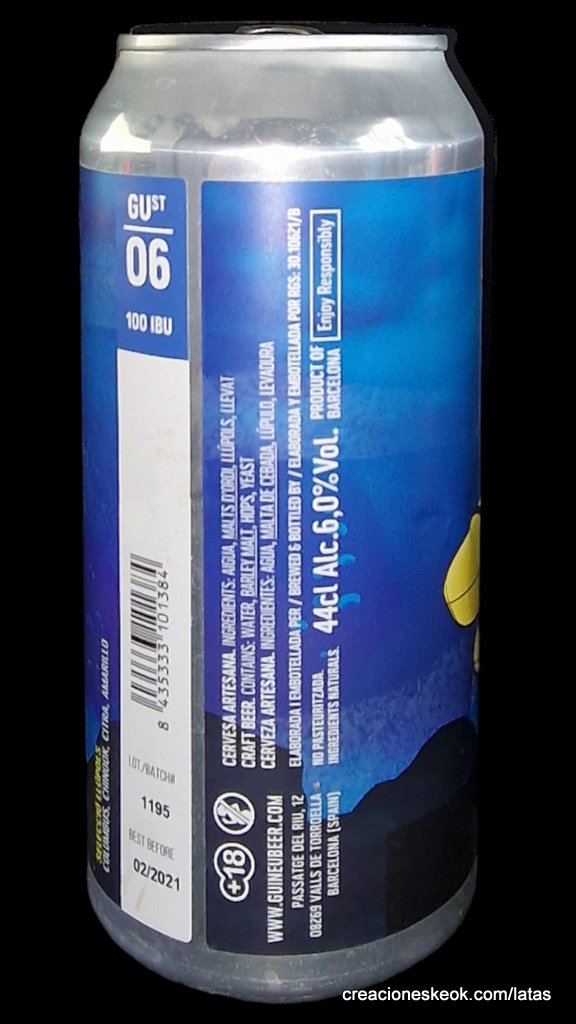 GUST
06
100 IBU
8 435333 101384
LOT./BATCH#
1195
BEST BEFORE
02/2021
SELECCIÓ LLÚPOLS
COLUMBUS, CHINOOK, CITRA, AMARILLO
CERVESA ARTESANA. INGREDIENTS: AIGUA, MALTS D'ORDI, LLÚPOLS, LLEVAT
CRAFT BEER. CONTAINS: WATER, BARLEY MALT, HOPS, YEAST
CERVEZA ARTESANA. INGREDIENTES: AGUA, MALTA DE CEBADA, LÚPULO, LEVADURA
ELABORADA I EMBOTELLADA PER / BREWED & BOTTLED BY / ELABORADA Y EMBOTELLADA POR RGS: 30.10621/B
NO PASTEURITZADA.
INGREDIENTS NATURALS.
44cl Alc.6,0%Vol.
PRODUCT OF
BARCELONA
Enjoy Responsibly
+18
WWW.GUINEUBEER.COM
PASSATGE DEL RIU, 12
08269 VALLS DE TORROELLA
BARCELONA [SPAIN]
creacioneskeok.com/latas